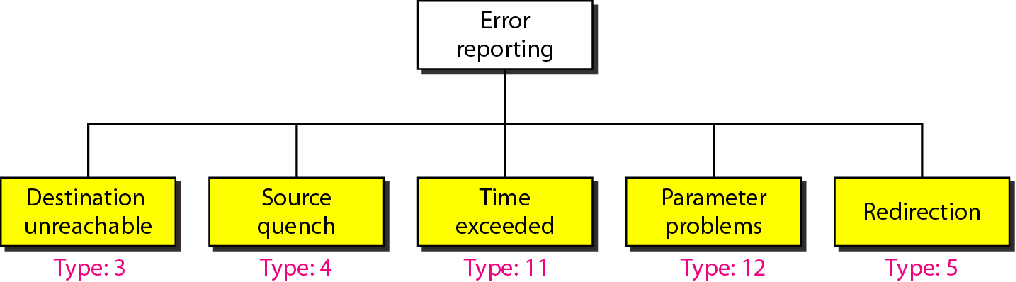 Error
reporting
Destination
unreachable
Source
quench
Time
exceeded
Parameter
problems
Redirection
Type: 3
Type: 4
Type: 11
Type: 12
Type: 5